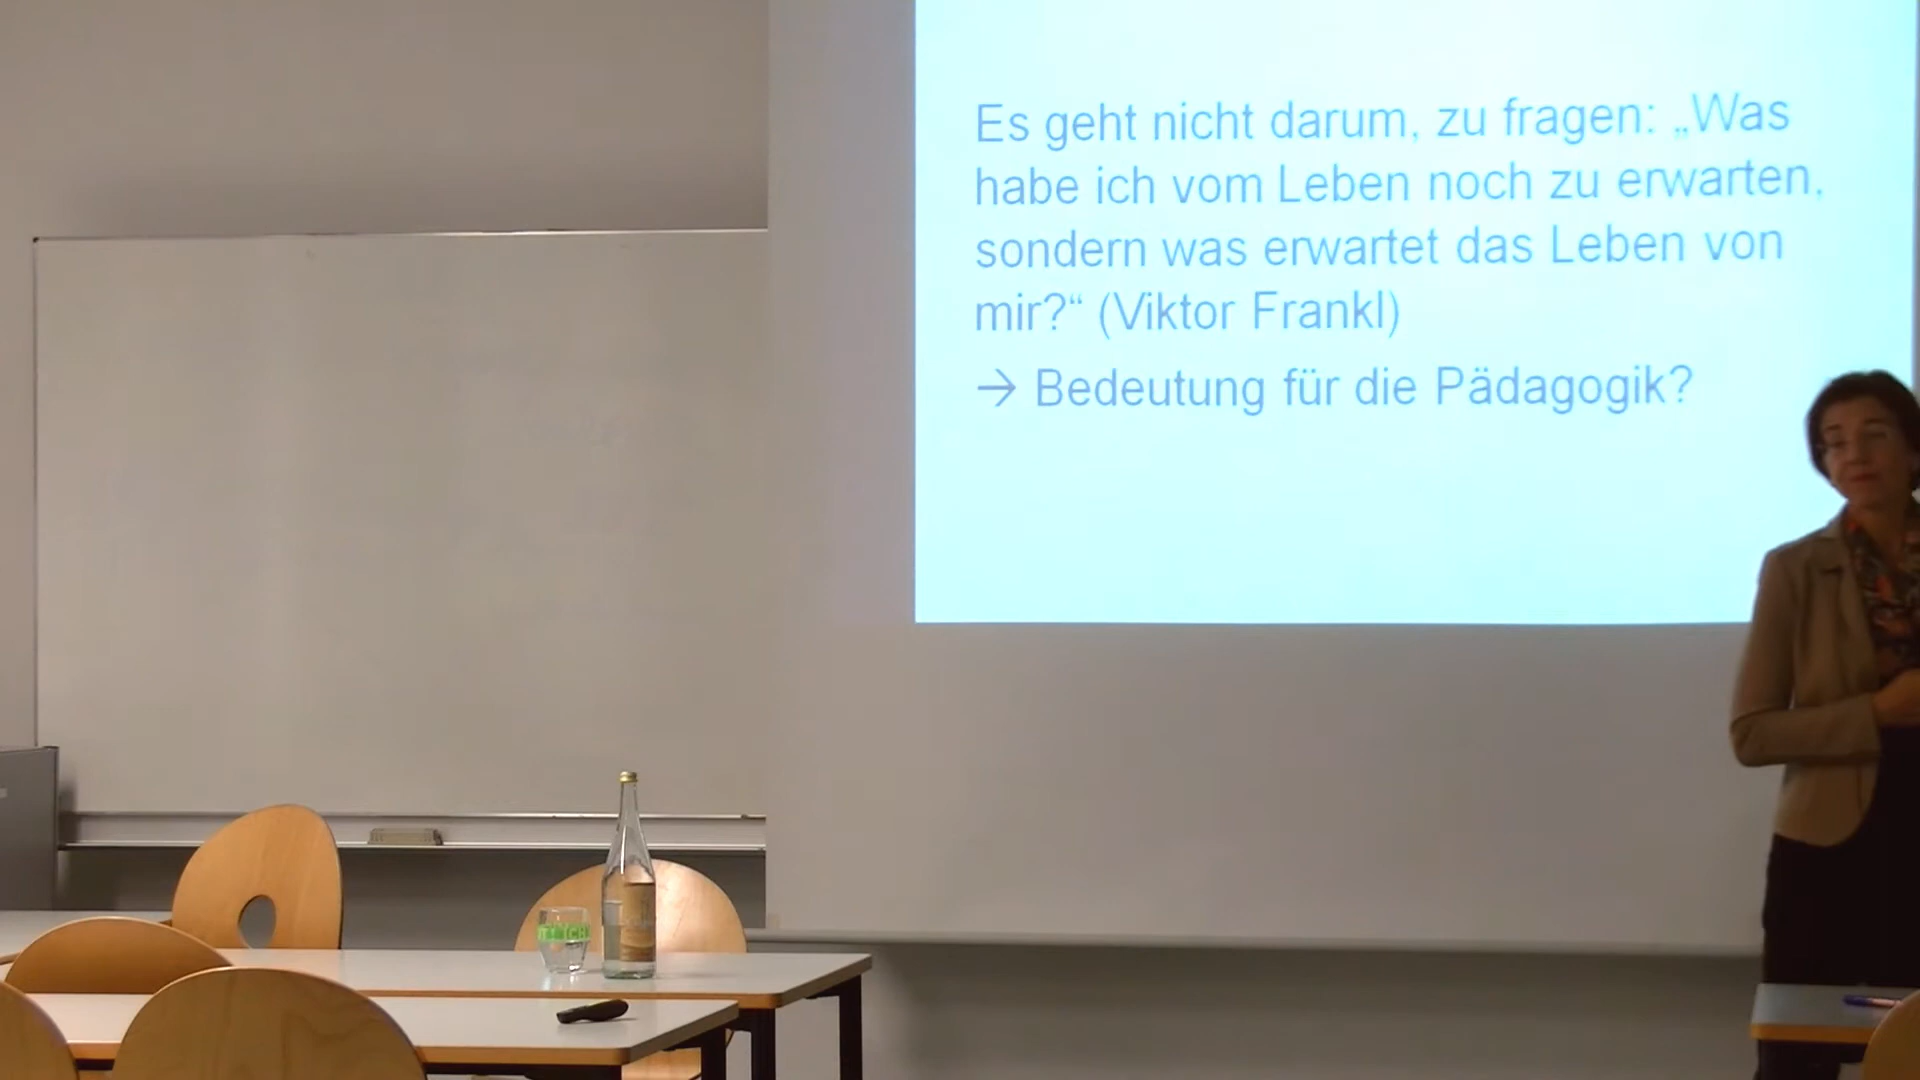 Es geht nicht darum, zu fragen: „Was
habe ich vom Leben noch zu erwarten,
sondern was erwartet das Leben von
mir?“ (Viktor Frankl)
→ Bedeutung für die Pädagogik?